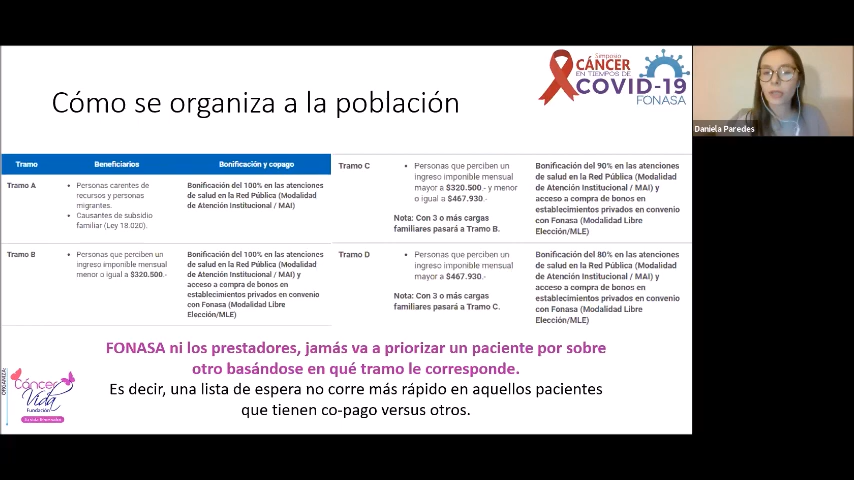 Simposio
CÁNCER
EN TIEMPOS DE
COVID-19
FONASA
Daniela Paredes
Cómo se organiza a la población
Tramo
Beneficiarios
Bonificación y copago
Tramo A
• Personas carentes de
recursos y personas
migrantes.
• Causantes de subsidio
familiar (Ley 18.020).
Bonificación del 100% en las atenciones
de salud en la Red Pública (Modalidad
de Atención Institucional / MAI)
Tramo B
• Personas que perciben un
ingreso imponible mensual
menor o igual a $320.500.-
Bonificación del 100% en las atenciones
de salud en la Red Pública (Modalidad
de Atención Institucional / MAI) y
acceso a compra de bonos en
establecimientos privados en convenio
con Fonasa (Modalidad Libre
Elección/MLE)
Tramo C
• Personas que perciben un
ingreso imponible mensual
mayor a $320.500.- y menor
o igual a $467.930.-
Nota: Con 3 o más cargas
familiares pasará a Tramo B.
Bonificación del 90% en las atenciones
de salud en la Red Pública (Modalidad
de Atención Institucional / MAI) y
acceso a compra de bonos en
establecimientos privados en convenio
con Fonasa (Modalidad Libre
Elección/MLE)
Tramo D
• Personas que perciben un
ingreso imponible mensual
mayor a $467.930.-
Nota: Con 3 o más cargas
familiares pasará a Tramo C.
Bonificación del 80% en las atenciones
de salud en la Red Pública (Modalidad
de Atención Institucional / MAI) y
acceso a compra de bonos en
establecimientos privados en convenio
con Fonasa (Modalidad Libre
Elección/MLE)
FONASA ni los prestadores, jamás va a priorizar un paciente por sobre
otro basándose en qué tramo le corresponde.
Es decir, una lista de espera no corre más rápido en aquellos pacientes
que tienen co-pago versus otros.
ORGANIZA:
Cáncer
Vida
Fundación